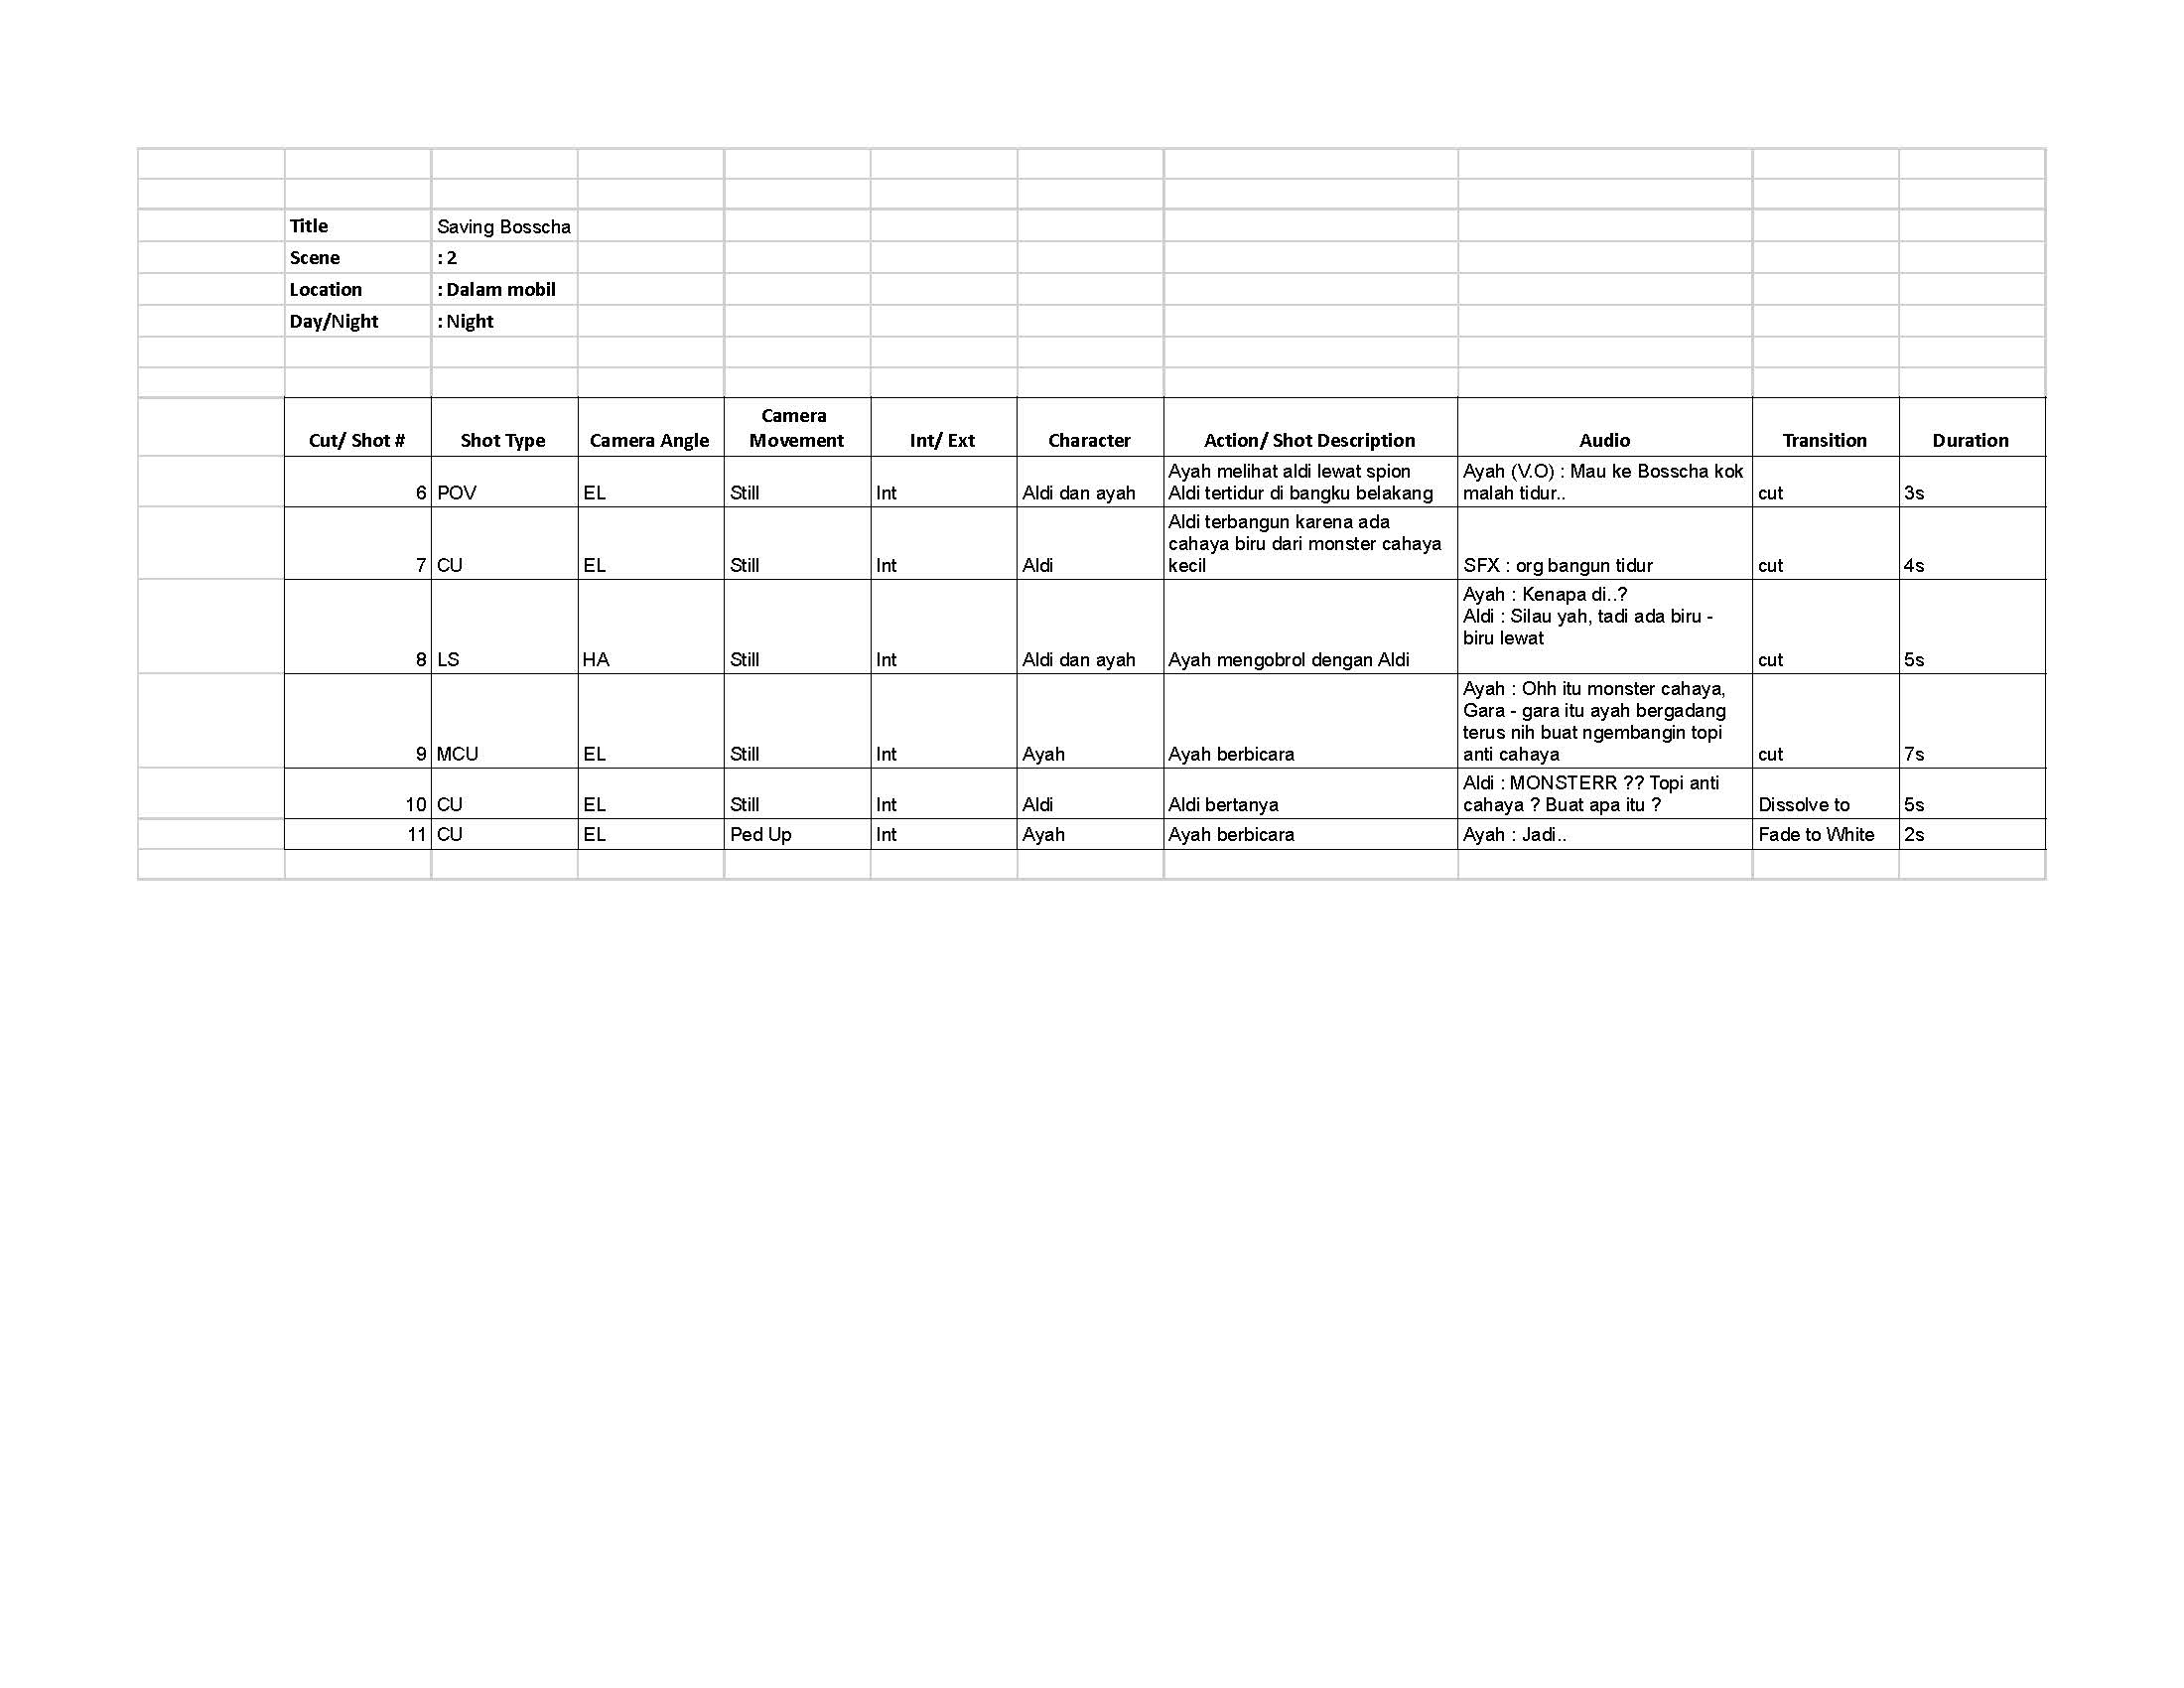 Title Saving Bosscha
Scene : 2
Location : Dalam mobil
Day/Night : Night
Cut/ Shot # Shot Type Camera Angle Camera Movement Int/ Ext Character Action/ Shot Description Audio Transition Duration
6 POV EL Still Int Aldi dan ayah Ayah melihat aldi lewat spion Aldi tertidur di bangku belakang Ayah (V.O) : Mau ke Bosscha kok malah tidur.. cut 3s
7 CU EL Still Int Aldi Aldi terbangun karena ada cahaya biru dari monster cahaya kecil SFX : org bangun tidur cut 4s
8 LS HA Still Int Aldi dan ayah Ayah mengobrol dengan Aldi Ayah : Kenapa di..? Aldi : Silau yah, tadi ada biru - biru lewat cut 5s
9 MCU EL Still Int Ayah Ayah berbicara Ayah : Ohh itu monster cahaya, Gara - gara itu ayah bergadang terus nih buat ngembangin topi anti cahaya cut 7s
10 CU EL Still Int Aldi Aldi bertanya Aldi : MONSTERR ?? Topi anti cahaya ? Buat apa itu ? Dissolve to 5s
11 CU EL Ped Up Int Ayah Ayah berbicara Ayah : Jadi.. Fade to White 2s